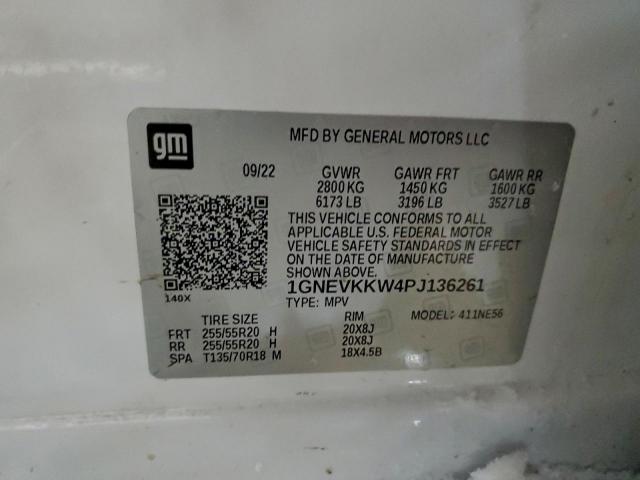 gm
MFD BY GENERAL MOTORS LLC
09/22 GVWR GAWR FRT GAWR RR
2800 KG 1450 KG 1600 KG
6173 LB 3196 LB 3527 LB
THIS VEHICLE CONFORMS TO ALL
APPLICABLE U.S. FEDERAL MOTOR
VEHICLE SAFETY STANDARDS IN EFFECT
ON THE DATE OF MANUFACTURE
SHOWN ABOVE.
140X
1GNEVKKW4PJ136261
TYPE: MPV MODEL: 411NE56
TIRE SIZE RIM
FRT 255/55R20 H 20X8J
RR 255/55R20 H 20X8J
SPA T135/70R18 M 18X4.5B